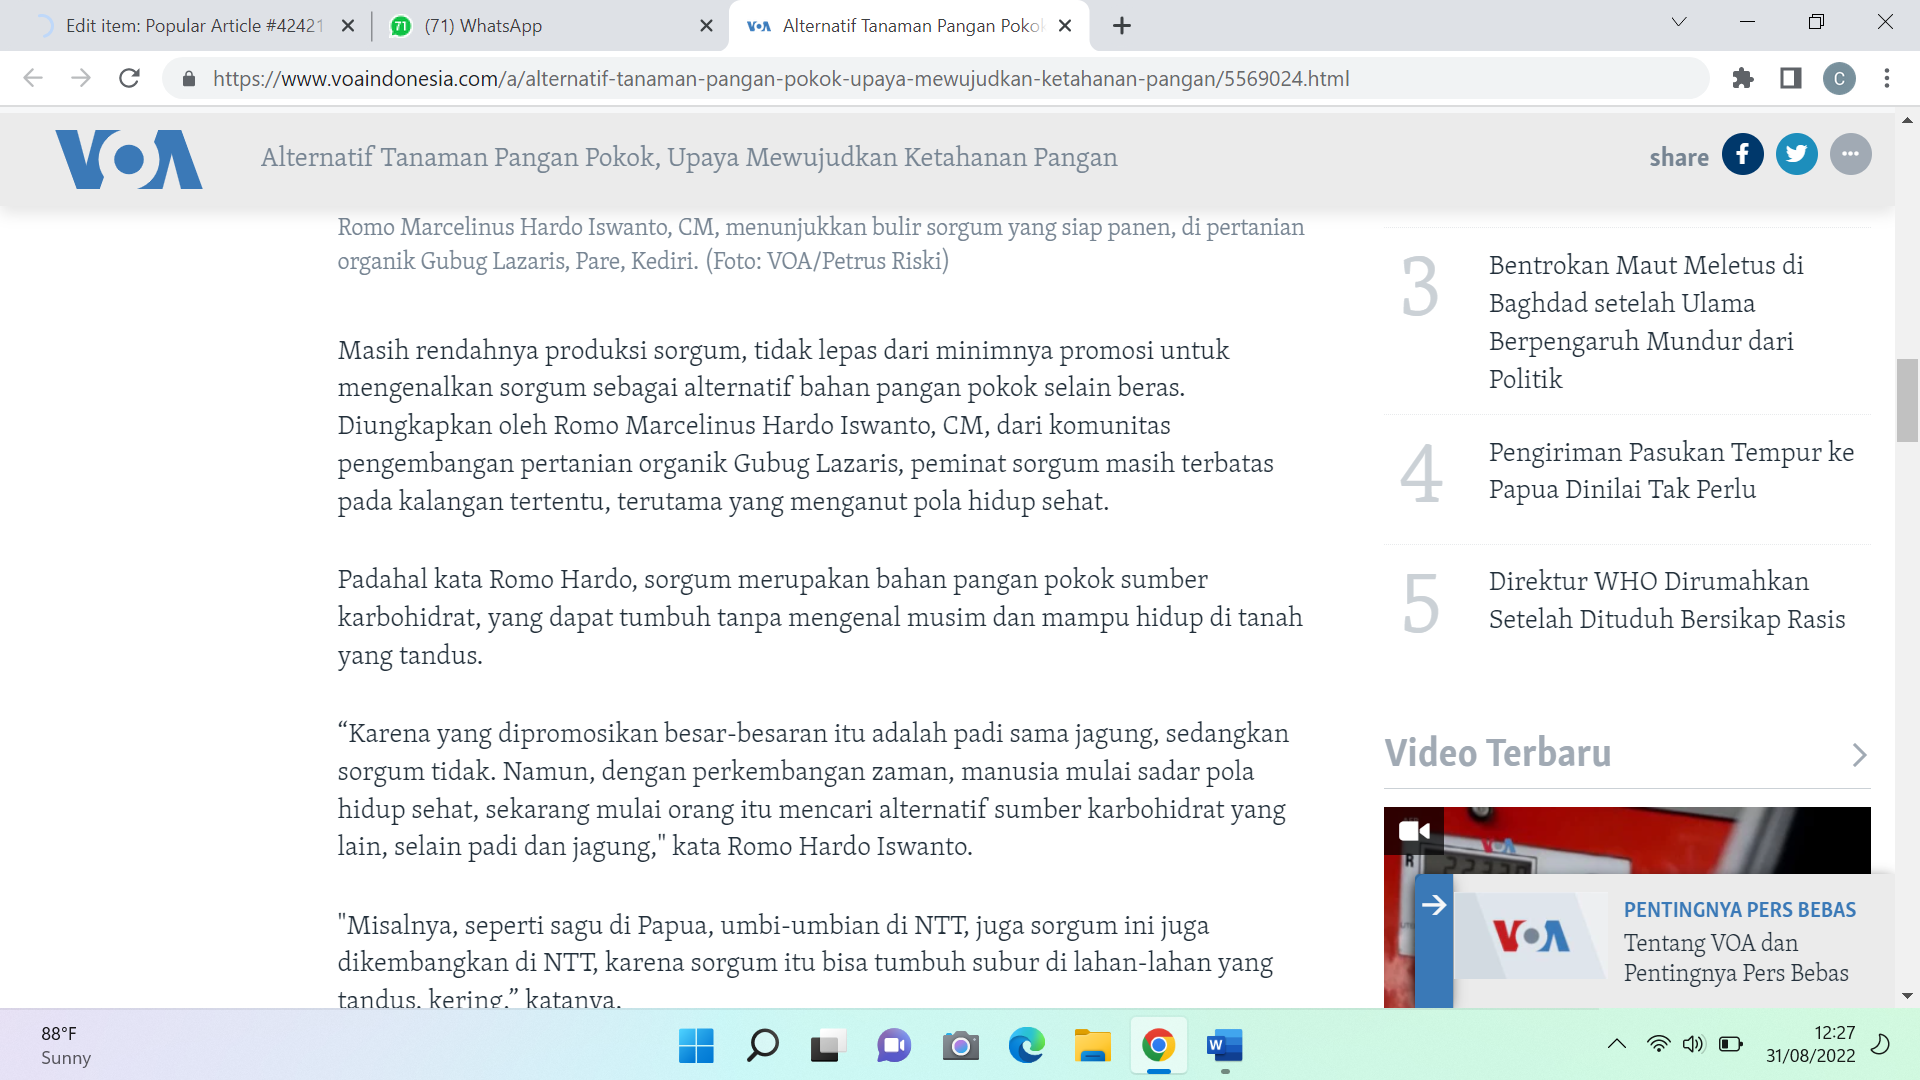 Edit item: Popular Article #42421
(71) WhatsApp
Alternatif Tanaman Pangan Pokok
https://www.voaindonesia.com/a/alternatif-tanaman-pangan-pokok-upaya-mewujudkan-ketahanan-pangan/5569024.html
C
VOA
Alternatif Tanaman Pangan Pokok, Upaya Mewujudkan Ketahanan Pangan
share
Romo Marcelinus Hardo Iswanto, CM, menunjukkan bulir sorgum yang siap panen, di pertanian
organik Gubug Lazaris, Pare, Kediri. (Foto: VOA/Petrus Riski)
Masih rendahnya produksi sorgum, tidak lepas dari minimnya promosi untuk
mengenalkan sorgum sebagai alternatif bahan pangan pokok selain beras.
Diungkapkan oleh Romo Marcelinus Hardo Iswanto, CM, dari komunitas
pengembangan pertanian organik Gubug Lazaris, peminat sorgum masih terbatas
pada kalangan tertentu, terutama yang menganut pola hidup sehat.
Padahal kata Romo Hardo, sorgum merupakan bahan pangan pokok sumber
karbohidrat, yang dapat tumbuh tanpa mengenal musim dan mampu hidup di tanah
yang tandus.
“Karena yang dipromosikan besar-besaran itu adalah padi sama jagung, sedangkan
sorgum tidak. Namun, dengan perkembangan zaman, manusia mulai sadar pola
hidup sehat, sekarang mulai orang itu mencari alternatif sumber karbohidrat yang
lain, selain padi dan jagung," kata Romo Hardo Iswanto.
"Misalnya, seperti sagu di Papua, umbi-umbian di NTT, juga sorgum ini juga
dikembangkan di NTT, karena sorgum itu bisa tumbuh subur di lahan-lahan yang
tandus, kering,” katanya.
3
Bentrokan Maut Meletus di
Baghdad setelah Ulama
Berpengaruh Mundur dari
Politik
4
Pengiriman Pasukan Tempur ke
Papua Dinilai Tak Perlu
5
Direktur WHO Dirumahkan
Setelah Dituduh Bersikap Rasis
Video Terbaru
VOA
PENTINGNYA PERS BEBAS
Tentang VOA dan
Pentingnya Pers Bebas
88°F
Sunny
12:27
31/08/2022